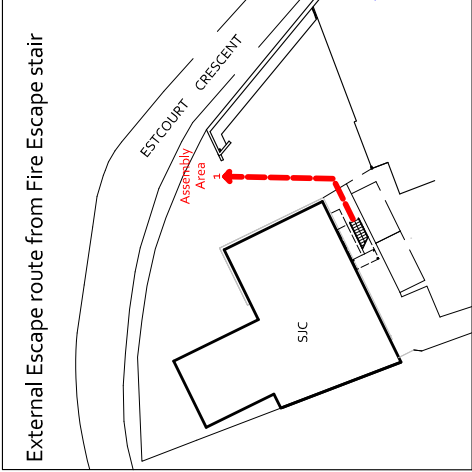 External Escape route from Fire Escape stair
ESTCOURT CRESCENT
Assembly
Area
1
SJC